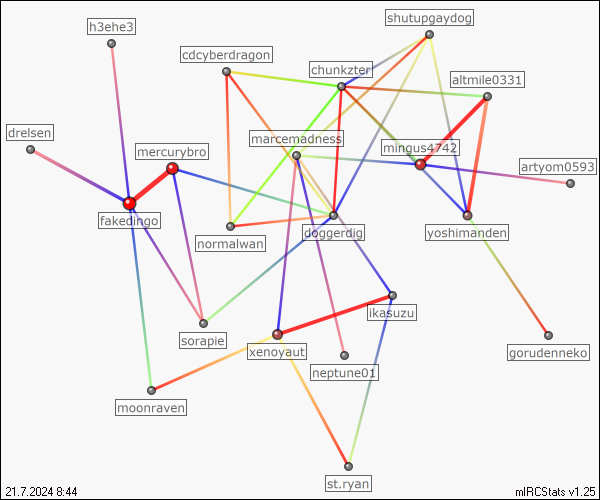 shutupgaydog
h3ehe3
cdcyberdragon
chunkzter
altmile0331
drelsen
marcemadness
mercurybro
mingus4742
artyom0593
fakedingo
normalwan
doggerdig
yoshimanden
ikasuzu
sorapie
xenoyaut
gorudenneko
neptune01
moonraven
st.ryan
21.7.2024 8:44
mIRCStats v1.25